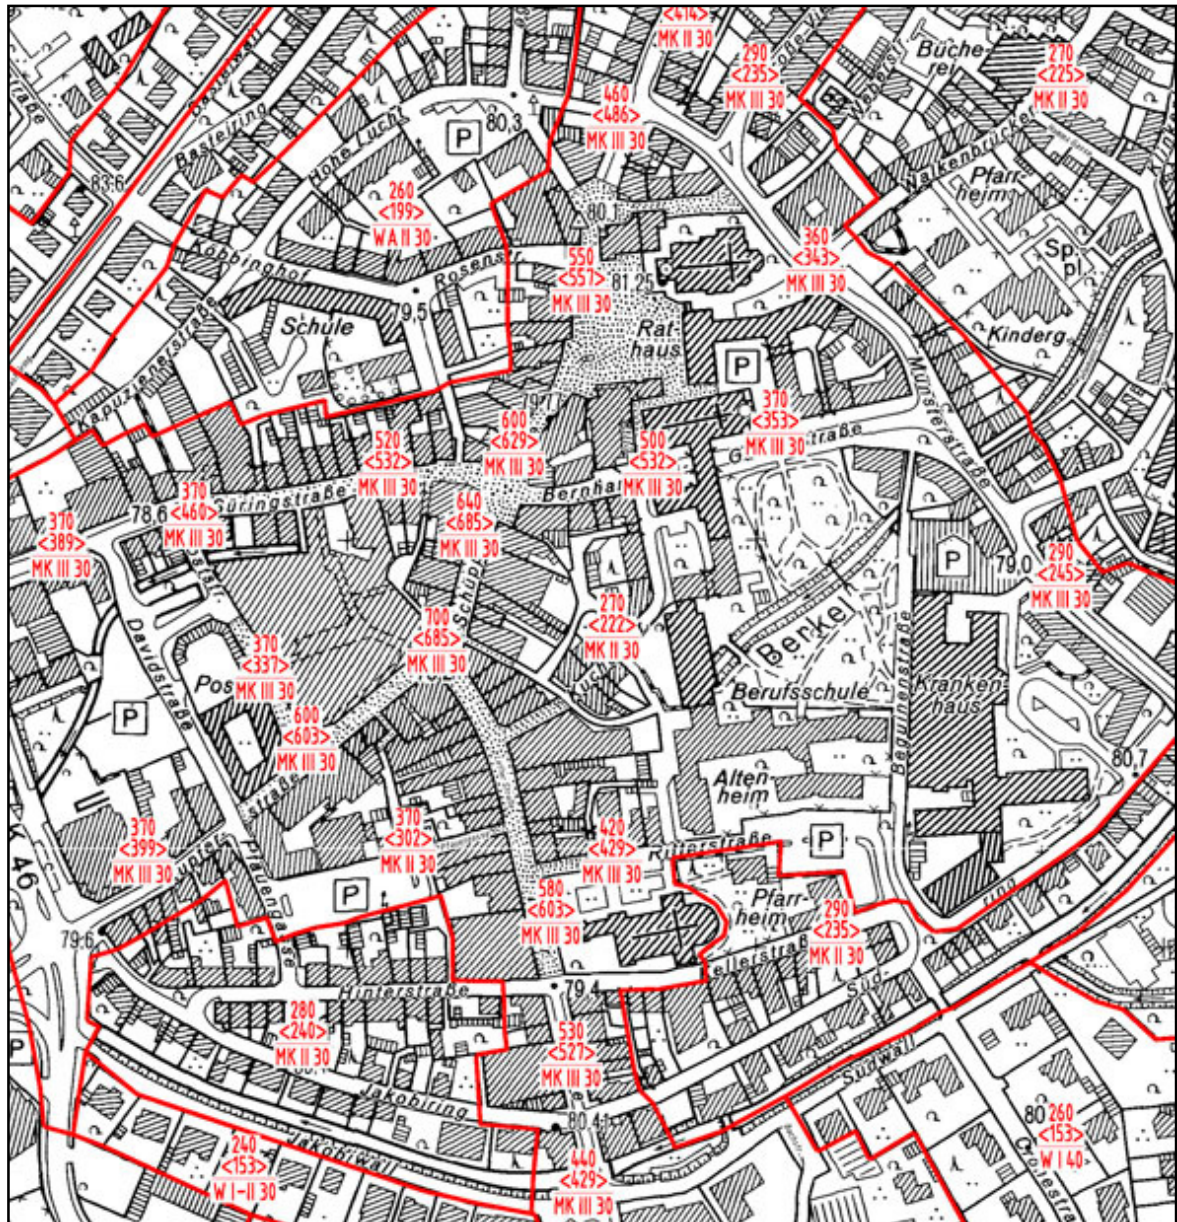 <414>
MK II 30
290
<235>
MK III 30
Büche-
rei
270
<225>
MK II 30
460
<486>
MK III 30
Basteiring
Hohe Lucht
80,3
P
Walkenbrücken
Pfarr-
heim
83,6
260
<199>
WA II 30
80,1
Kobbinghof
Rosenstr.
550
<557>
MK III 30
81,25
360
<343>
MK III 30
Sp.
pl.
Kinderg.
Kapuzinerstraße
Schule
79,5
Rat-
haus
P
Münsterstraße
370
<353>
MK III 30
520
<532>
MK III 30
600
<629>
MK III 30
500
<532>
MK III 30
370
<460>
MK III 30
78,6
370
<389>
MK III 30
640
<685>
MK III 30
P
79,0
290
<245>
MK III 30
Davidstraße
270
<222>
MK II 30
Berkel
700
<685>
MK III 30
370
<337>
MK III 30
P
600
<603>
MK III 30
Berufsschule
Kranken-
haus
Beguinenstraße
80,7
Alten-
heim
370
<399>
MK III 30
370
<302>
MK II 30
420
<429>
MK III 30
Ritterstraße
P
46
Pfauengasse
P
580
<603>
MK III 30
Pfarr-
heim
290
<235>
MK II 30
ring
79,6
Hinterstraße
79,4
Süd-
280
<240>
MK II 30
530
<527>
MK III 30
Südwall
Jakobiring
80,4
Jakobiwall
240
<153>
W I-II 30
440
<429>
MK III 30
260
<153>
W I 40